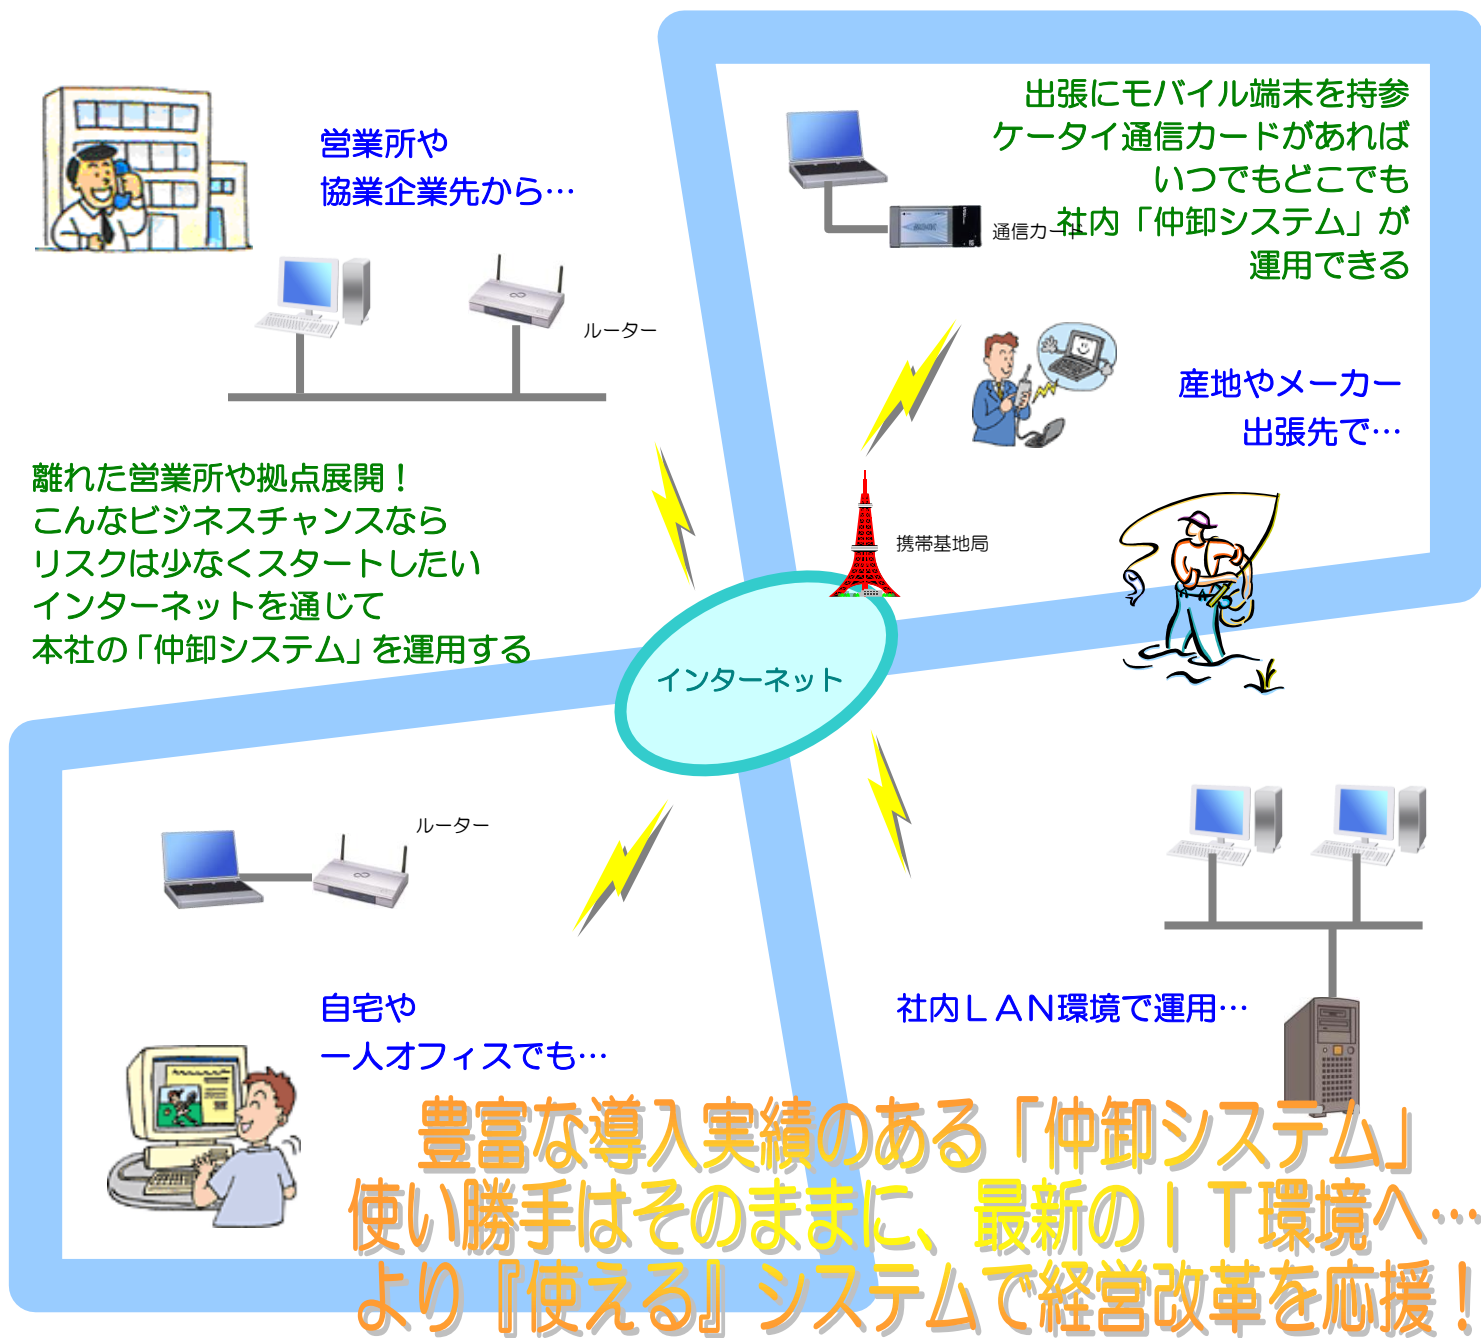 営業所や
協業企業先から…
ルーター
離れた営業所や拠点展開！
こんなビジネスチャンスなら
リスクは少なくスタートしたい
インターネットを通じて
本社の「仲卸システム」を運用する
出張にモバイル端末を持参
ケータイ通信カードがあれば
いつでもどこでも
社内「仲卸システム」が
運用できる
通信カード
産地やメーカー
出張先で…
携帯基地局
インターネット
ルーター
自宅や
一人オフィスでも…
社内ＬＡＮ環境で運用…
豊富な導入実績のある「仲卸システム」
使い勝手はそのままに、最新のＩＴ環境へ…
より『使える』システムで経営改革を応援！